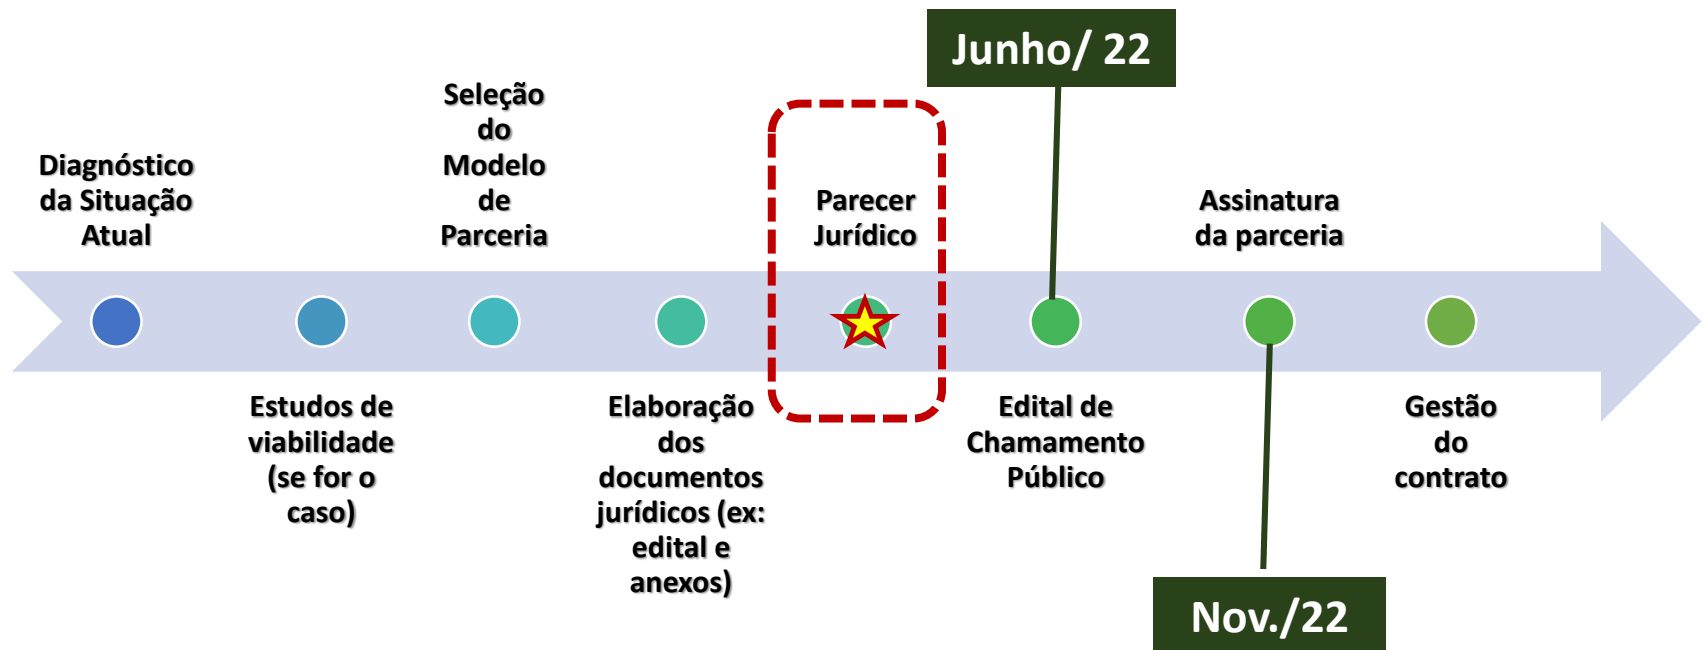 Junho/ 22
Diagnóstico
da Situação
Atual
Estudos de
viabilidade
(se for o
caso)
Seleção
do
Modelo
de
Parceria
Elaboração
dos
documentos
jurídicos (ex:
edital e
anexos)
Parecer
Jurídico
Edital de
Chamamento
Público
Assinatura
da parceria
Gestão
do
contrato
Nov./22